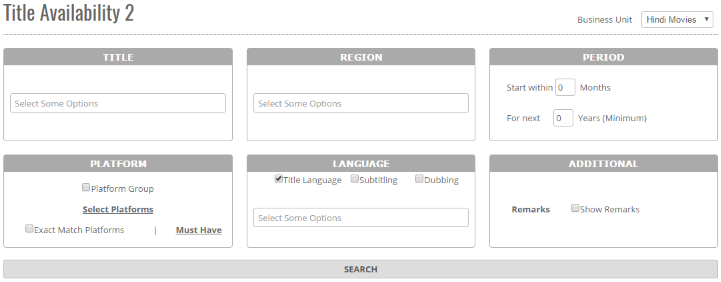 Title Availability 2
Business Unit Hindi Movies
TITLE
Select Some Options
REGION
Select Some Options
PERIOD
Start within 0 Months
For next 0 Years (Minimum)
PLATFORM
Platform Group
Select Platforms
Exact Match Platforms | Must Have
LANGUAGE
Title Language Subtitling Dubbing
Select Some Options
ADDITIONAL
Remarks Show Remarks
SEARCH